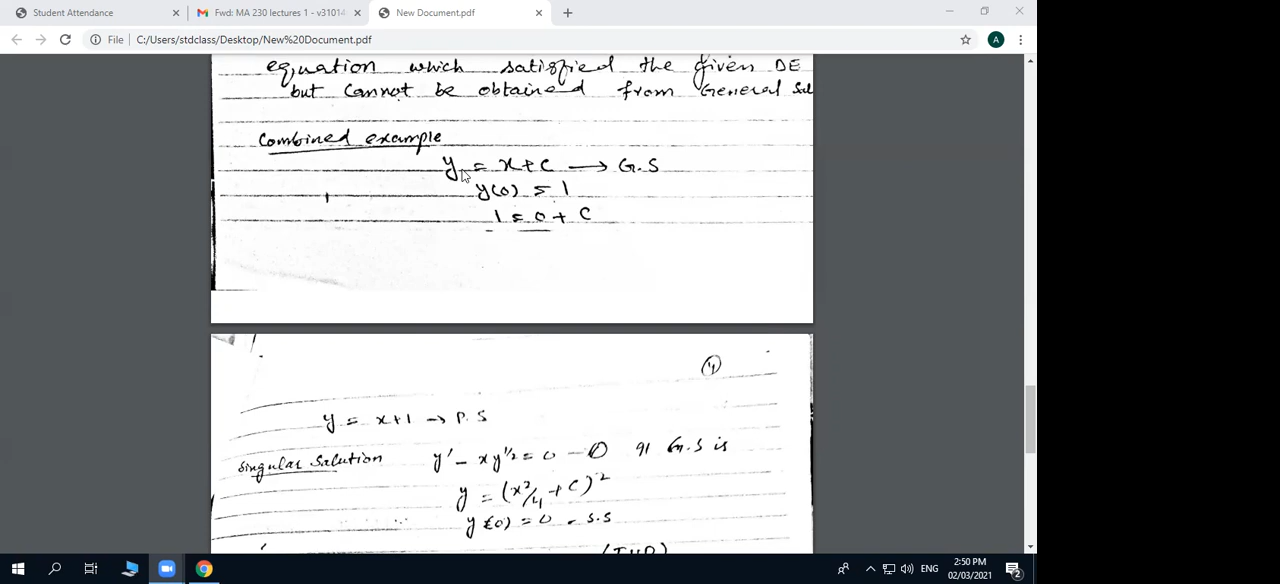 Student Attendance
Fwd: MA 230 lectures 1 - v31014
New Document.pdf
File C:/Users/stdclass/Desktop/New%20Document.pdf
A
equation which satisfied the given DE
but cannot be obtained from General Sol
Combined example
y = x+c → G.S
y(0) = 1
1 = 0 + C
4
y = x+1 → P.S
Singular Solution y' - xy^1/2 = 0 - ① G.S is
y = (x²/4 + C)²
y(0) = 0 - S.S
ENG
2:50 PM
02/03/2021
2